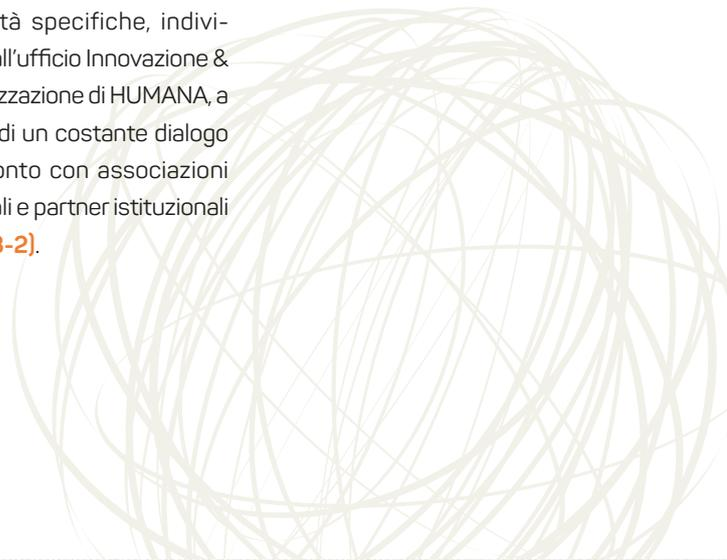 tà specifiche, indivi-
all'ufficio Innovazione &
zzazione di HUMANA, a
di un costante dialogo
onto con associazioni
li e partner istituzionali
3-2).